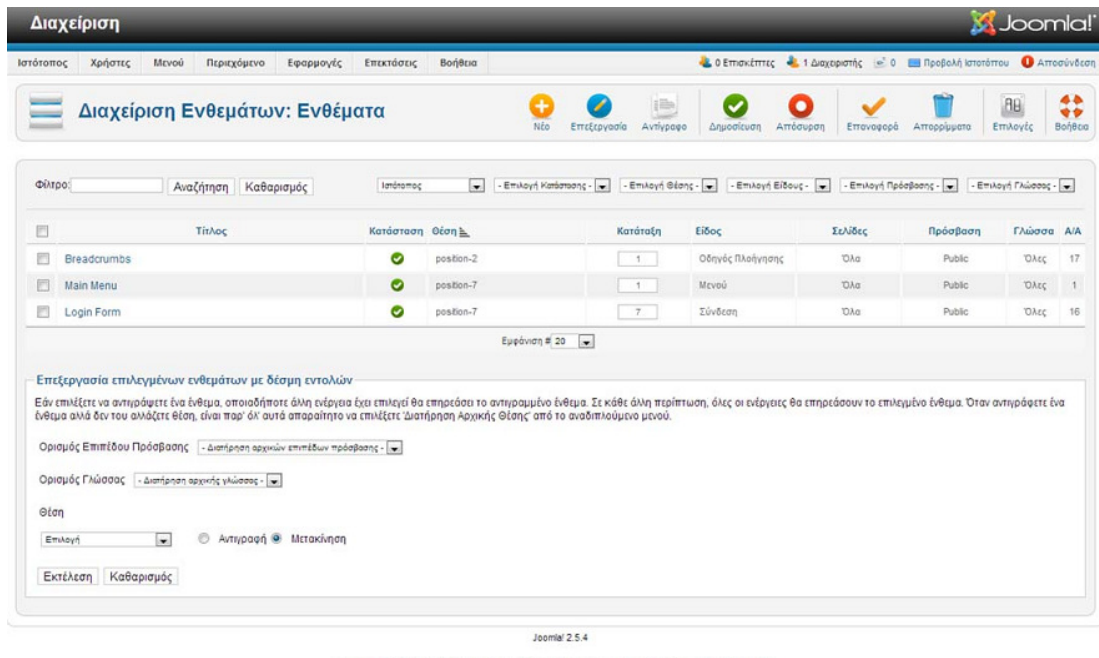 Διαχείριση
Joomla!
Ιστότοπος Χρήστες Μενού Περιεχόμενο Εφαρμογές Επεκτάσεις Βοήθεια 0 Επισκέπτες 1 Διαχειριστής 0 Προβολή Ιστοτόπου Αποσύνδεση
Διαχείριση Ενθεμάτων: Ενθέματα
Νέο Επεξεργασία Αντίγραφο Δημοσίευση Απόσυρση Επαναφορά Απορρίμματα Επιλογές Βοήθεια
Φίλτρο: Αναζήτηση Καθαρισμός Ιστότοπος - Επιλογή Κατάστασης - - Επιλογή Θέσης - - Επιλογή Είδους - - Επιλογή Πρόσβασης - - Επιλογή Γλώσσας -
Τίτλος Κατάσταση Θέση Κατάταξη Είδος Σελίδες Πρόσβαση Γλώσσα Α/Α
Breadcrumbs position-2 1 Οδηγός Πλοήγησης Όλα Public Όλες 17
Main Menu position-7 1 Μενού Όλα Public Όλες 1
Login Form position-7 7 Σύνδεση Όλα Public Όλες 16
Εμφάνιση # 20
Επεξεργασία επιλεγμένων ενθεμάτων με δέσμη εντολών
Εάν επιλέξετε να αντιγράψετε ένα ένθεμα, οποιαδήποτε άλλη ενέργεια έχει επιλεγεί θα επηρεάσει το αντιγραμμένο ένθεμα. Σε κάθε άλλη περίπτωση, όλες οι ενέργειες θα επηρεάσουν το επιλεγμένο ένθεμα. Όταν αντιγράφετε ένα
ένθεμα αλλά δεν του αλλάζετε θέση, είναι παρ' όλ' αυτά απαραίτητο να επιλέξετε 'Διατήρηση Αρχικής Θέσης' από το αναδιπλούμενο μενού.
Ορισμός Επιπέδου Πρόσβασης - Διατήρηση αρχικών επιπέδων πρόσβασης -
Ορισμός Γλώσσας - Διατήρηση αρχικής γλώσσας -
Θέση
Επιλογή Αντιγραφή Μετακίνηση
Εκτέλεση Καθαρισμός
Joomla! 2.5.4